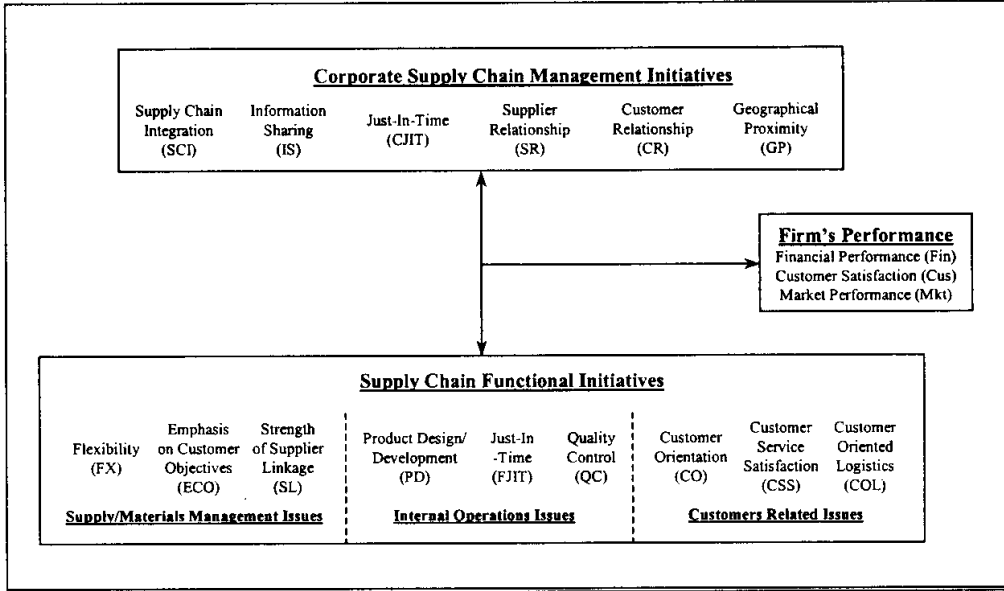 Corporate Supply Chain Management Initiatives
Supply Chain
Integration
(SCI)
Information
Sharing
(IS)
Just-In-Time
(CJIT)
Supplier
Relationship
(SR)
Customer
Relationship
(CR)
Geographical
Proximity
(GP)
Firm's Performance
Financial Performance (Fin)
Customer Satisfaction (Cus)
Market Performance (Mkt)
Supply Chain Functional Initiatives
Flexibility
(FX)
Emphasis
on Customer
Objectives
(ECO)
Strength
of Supplier
Linkage
(SL)
Supply/Materials Management Issues
Product Design/
Development
(PD)
Just-In
-Time
(FJIT)
Quality
Control
(QC)
Internal Operations Issues
Customer
Orientation
(CO)
Customer
Service
Satisfaction
(CSS)
Customer
Oriented
Logistics
(COL)
Customers Related Issues